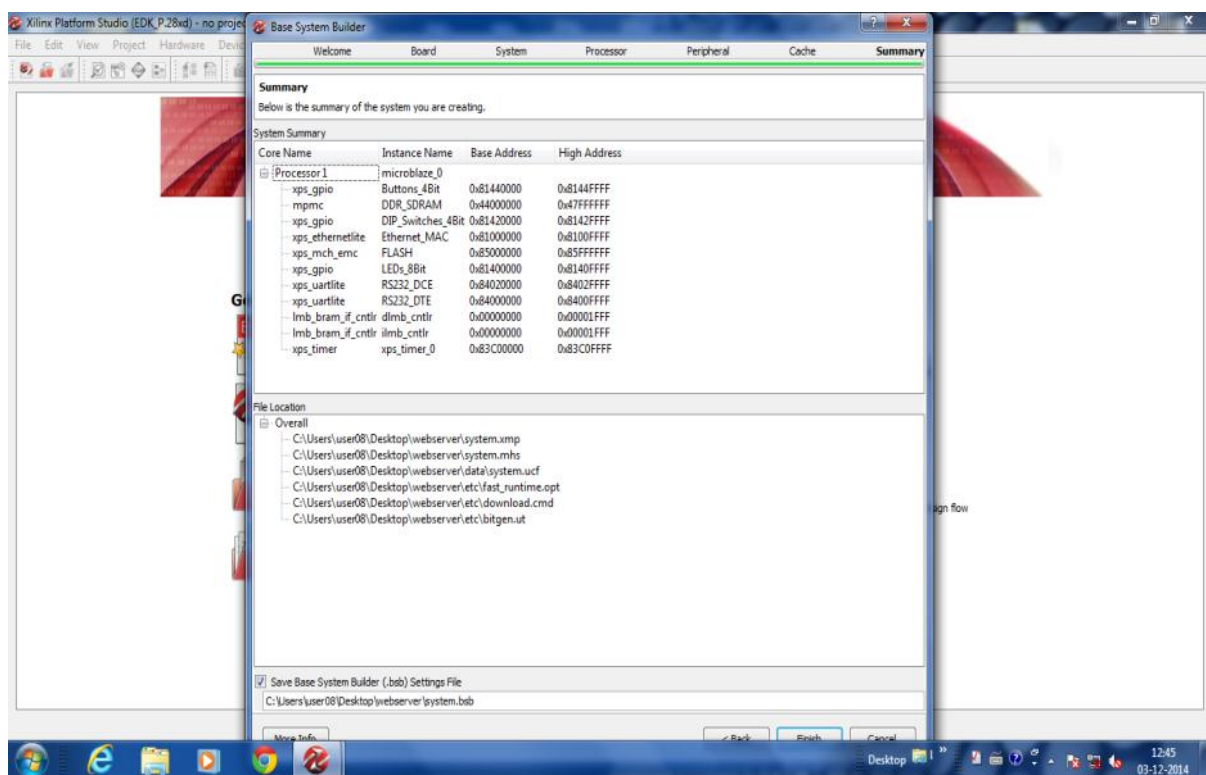 Xilinx Platform Studio (EDK_P.28xd) - no projec
Base System Builder
File Edit View Project Hardware Devic
Welcome Board System Processor Peripheral Cache Summary
Summary
Below is the summary of the system you are creating.
System Summary
Core Name Instance Name Base Address High Address
Processor 1 microblaze_0
xps_gpio Buttons_4Bit 0x81440000 0x8144FFFF
mpmc DDR_SDRAM 0x44000000 0x47FFFFFF
xps_gpio DIP_Switches_4Bit 0x81420000 0x8142FFFF
xps_ethernetlite Ethernet_MAC 0x81000000 0x8100FFFF
xps_mch_emc FLASH 0x85000000 0x85FFFFFF
xps_gpio LEDs_8Bit 0x81400000 0x8140FFFF
xps_uartlite RS232_DCE 0x84020000 0x8402FFFF
xps_uartlite RS232_DTE 0x84000000 0x8400FFFF
lmb_bram_if_cntlr dlmb_cntlr 0x00000000 0x00001FFF
lmb_bram_if_cntlr ilmb_cntlr 0x00000000 0x00001FFF
xps_timer xps_timer_0 0x83C00000 0x83C0FFFF
Ge
File Location
Overall
C:\Users\user08\Desktop\webserver\system.xmp
C:\Users\user08\Desktop\webserver\system.mhs
C:\Users\user08\Desktop\webserver\data\system.ucf
C:\Users\user08\Desktop\webserver\etc\fast_runtime.opt
C:\Users\user08\Desktop\webserver\etc\download.cmd
C:\Users\user08\Desktop\webserver\etc\bitgen.ut
sign flow
Save Base System Builder (.bsb) Settings File
C:\Users\user08\Desktop\webserver\system.bsb
More Info < Back Finish Cancel
Desktop
12:45
03-12-2014